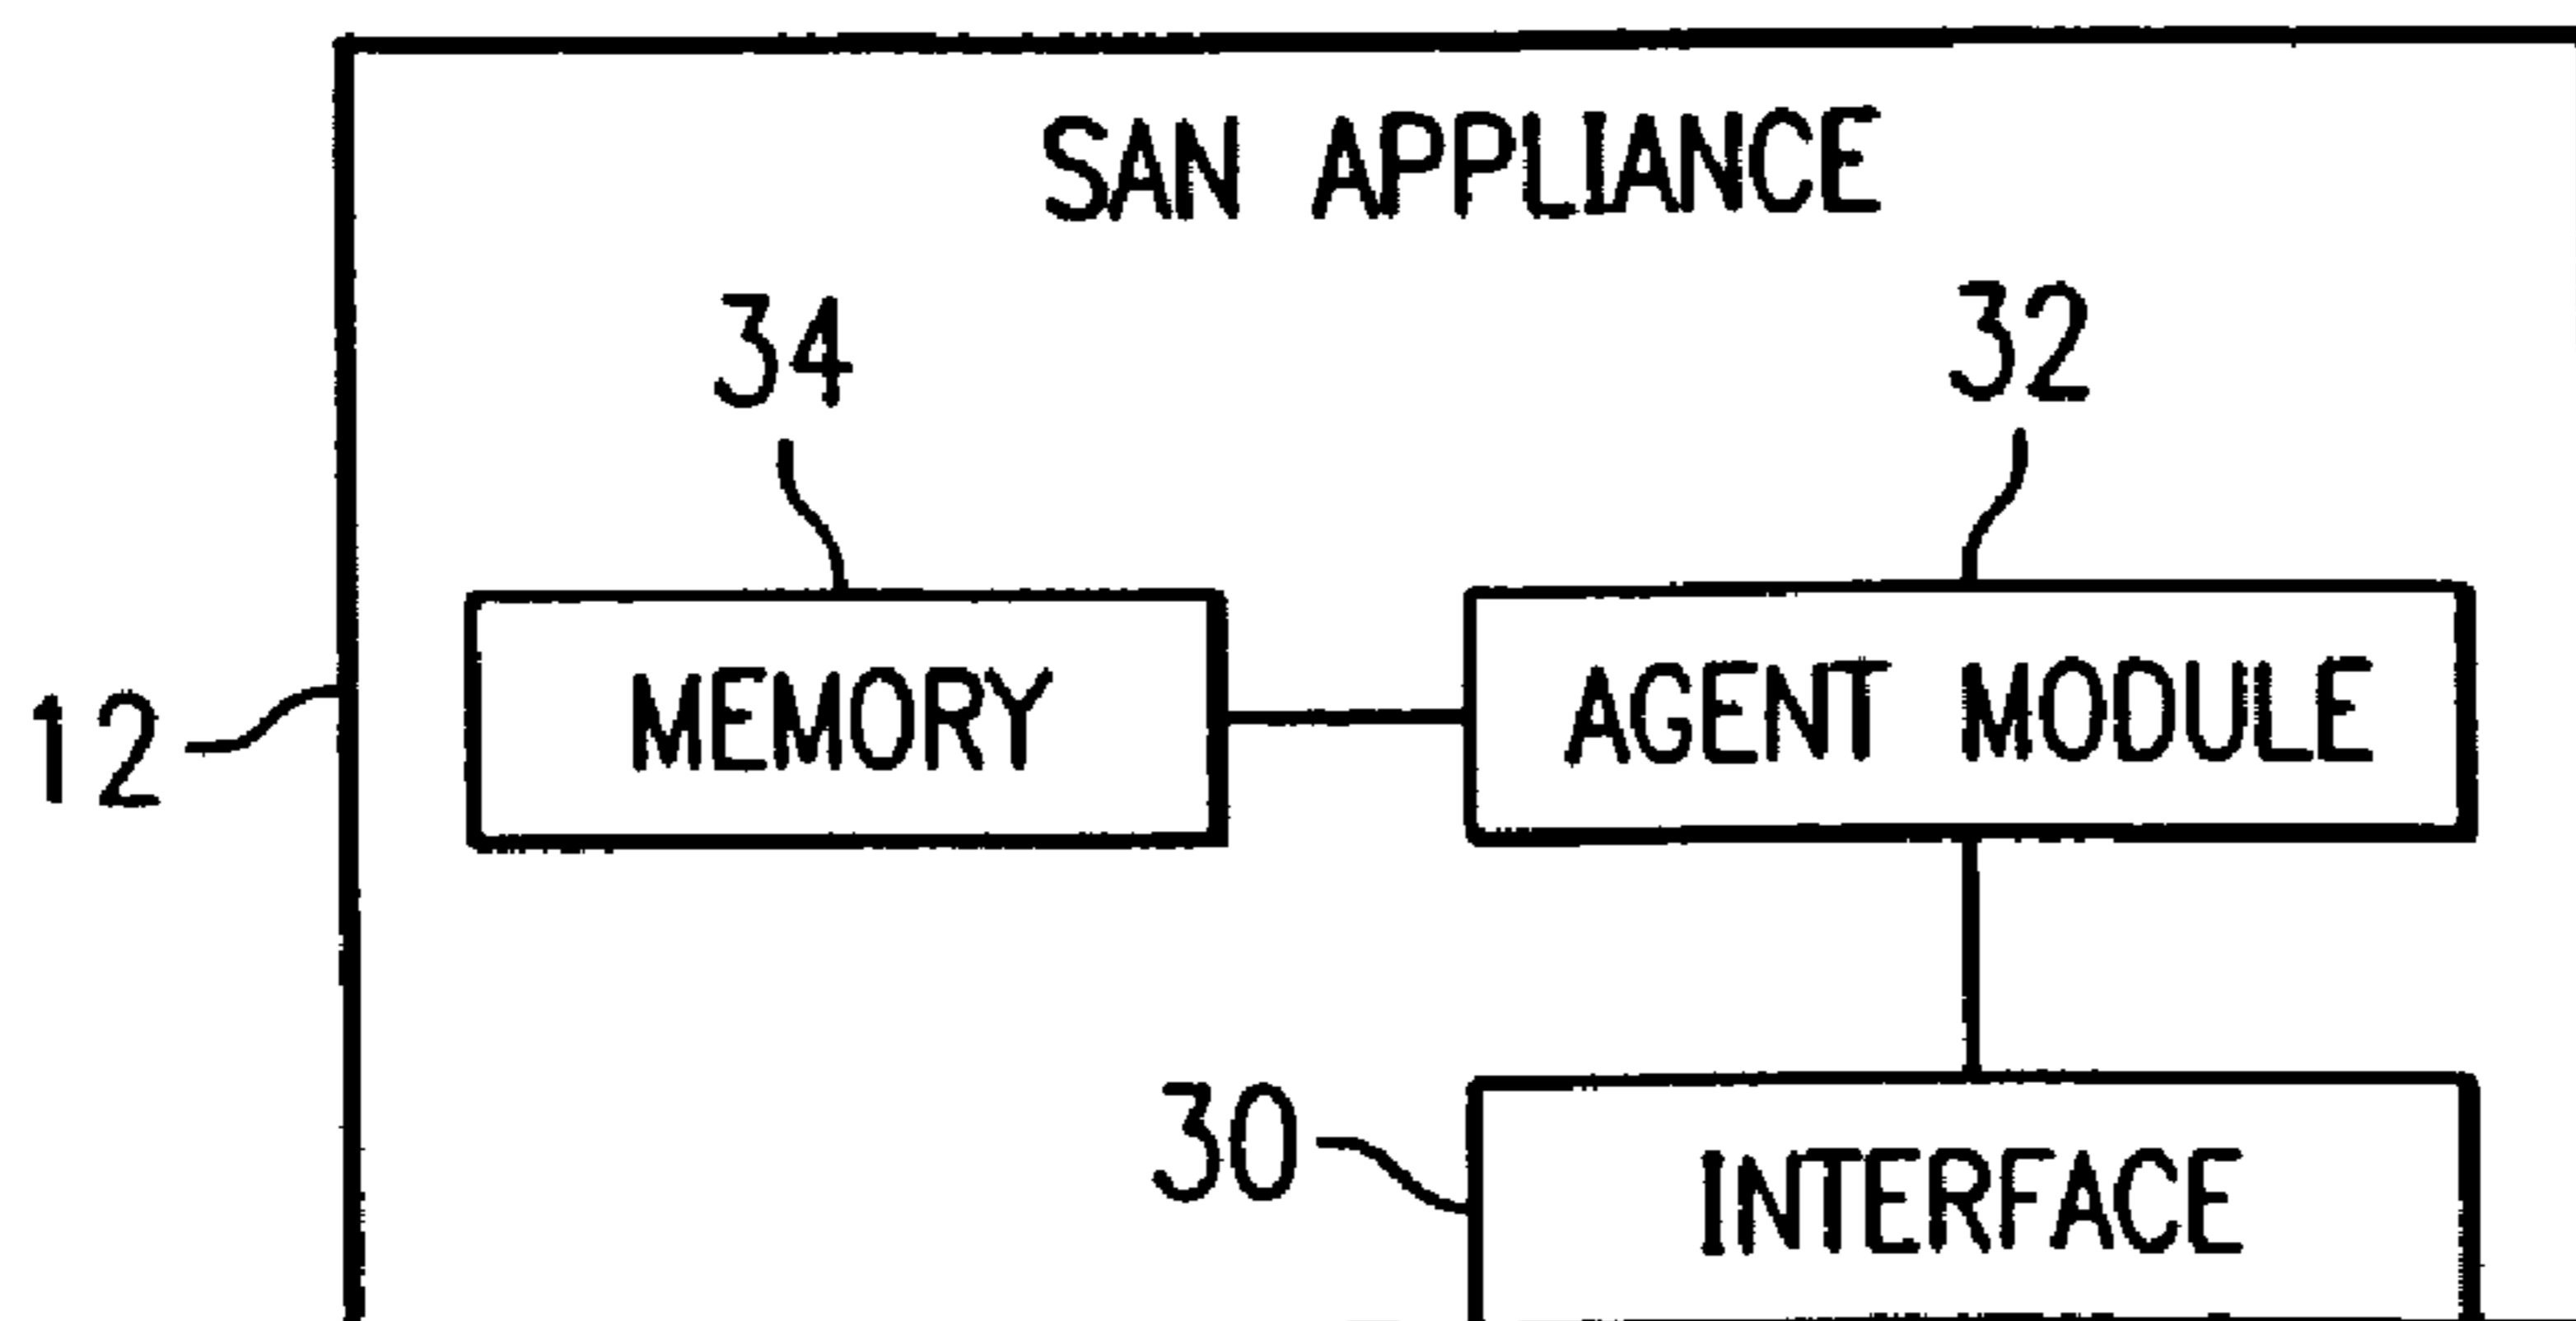 SAN APPLIANCE
34
32
12
MEMORY
AGENT MODULE
30
INTERFACE